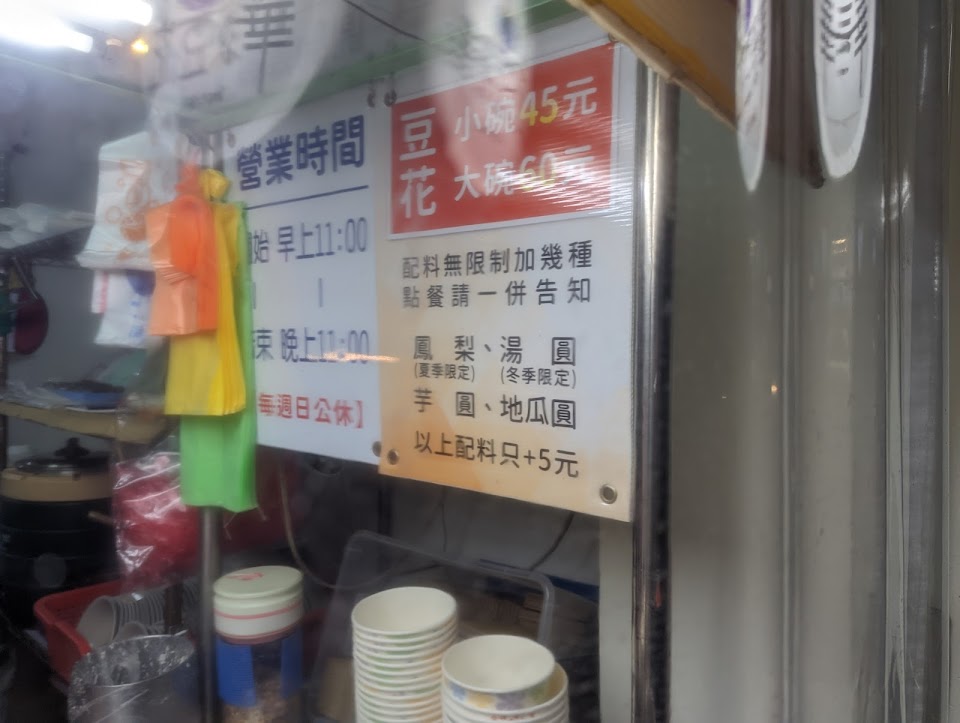 華
營業時間
始 早上11:00
|
束 晚上11:00
每週日公休】
豆花
小碗45元
大碗60元
配料無限制加幾種
點餐請一併告知
鳳梨、湯圓
(夏季限定) (冬季限定)
芋圓、地瓜圓
以上配料只+5元